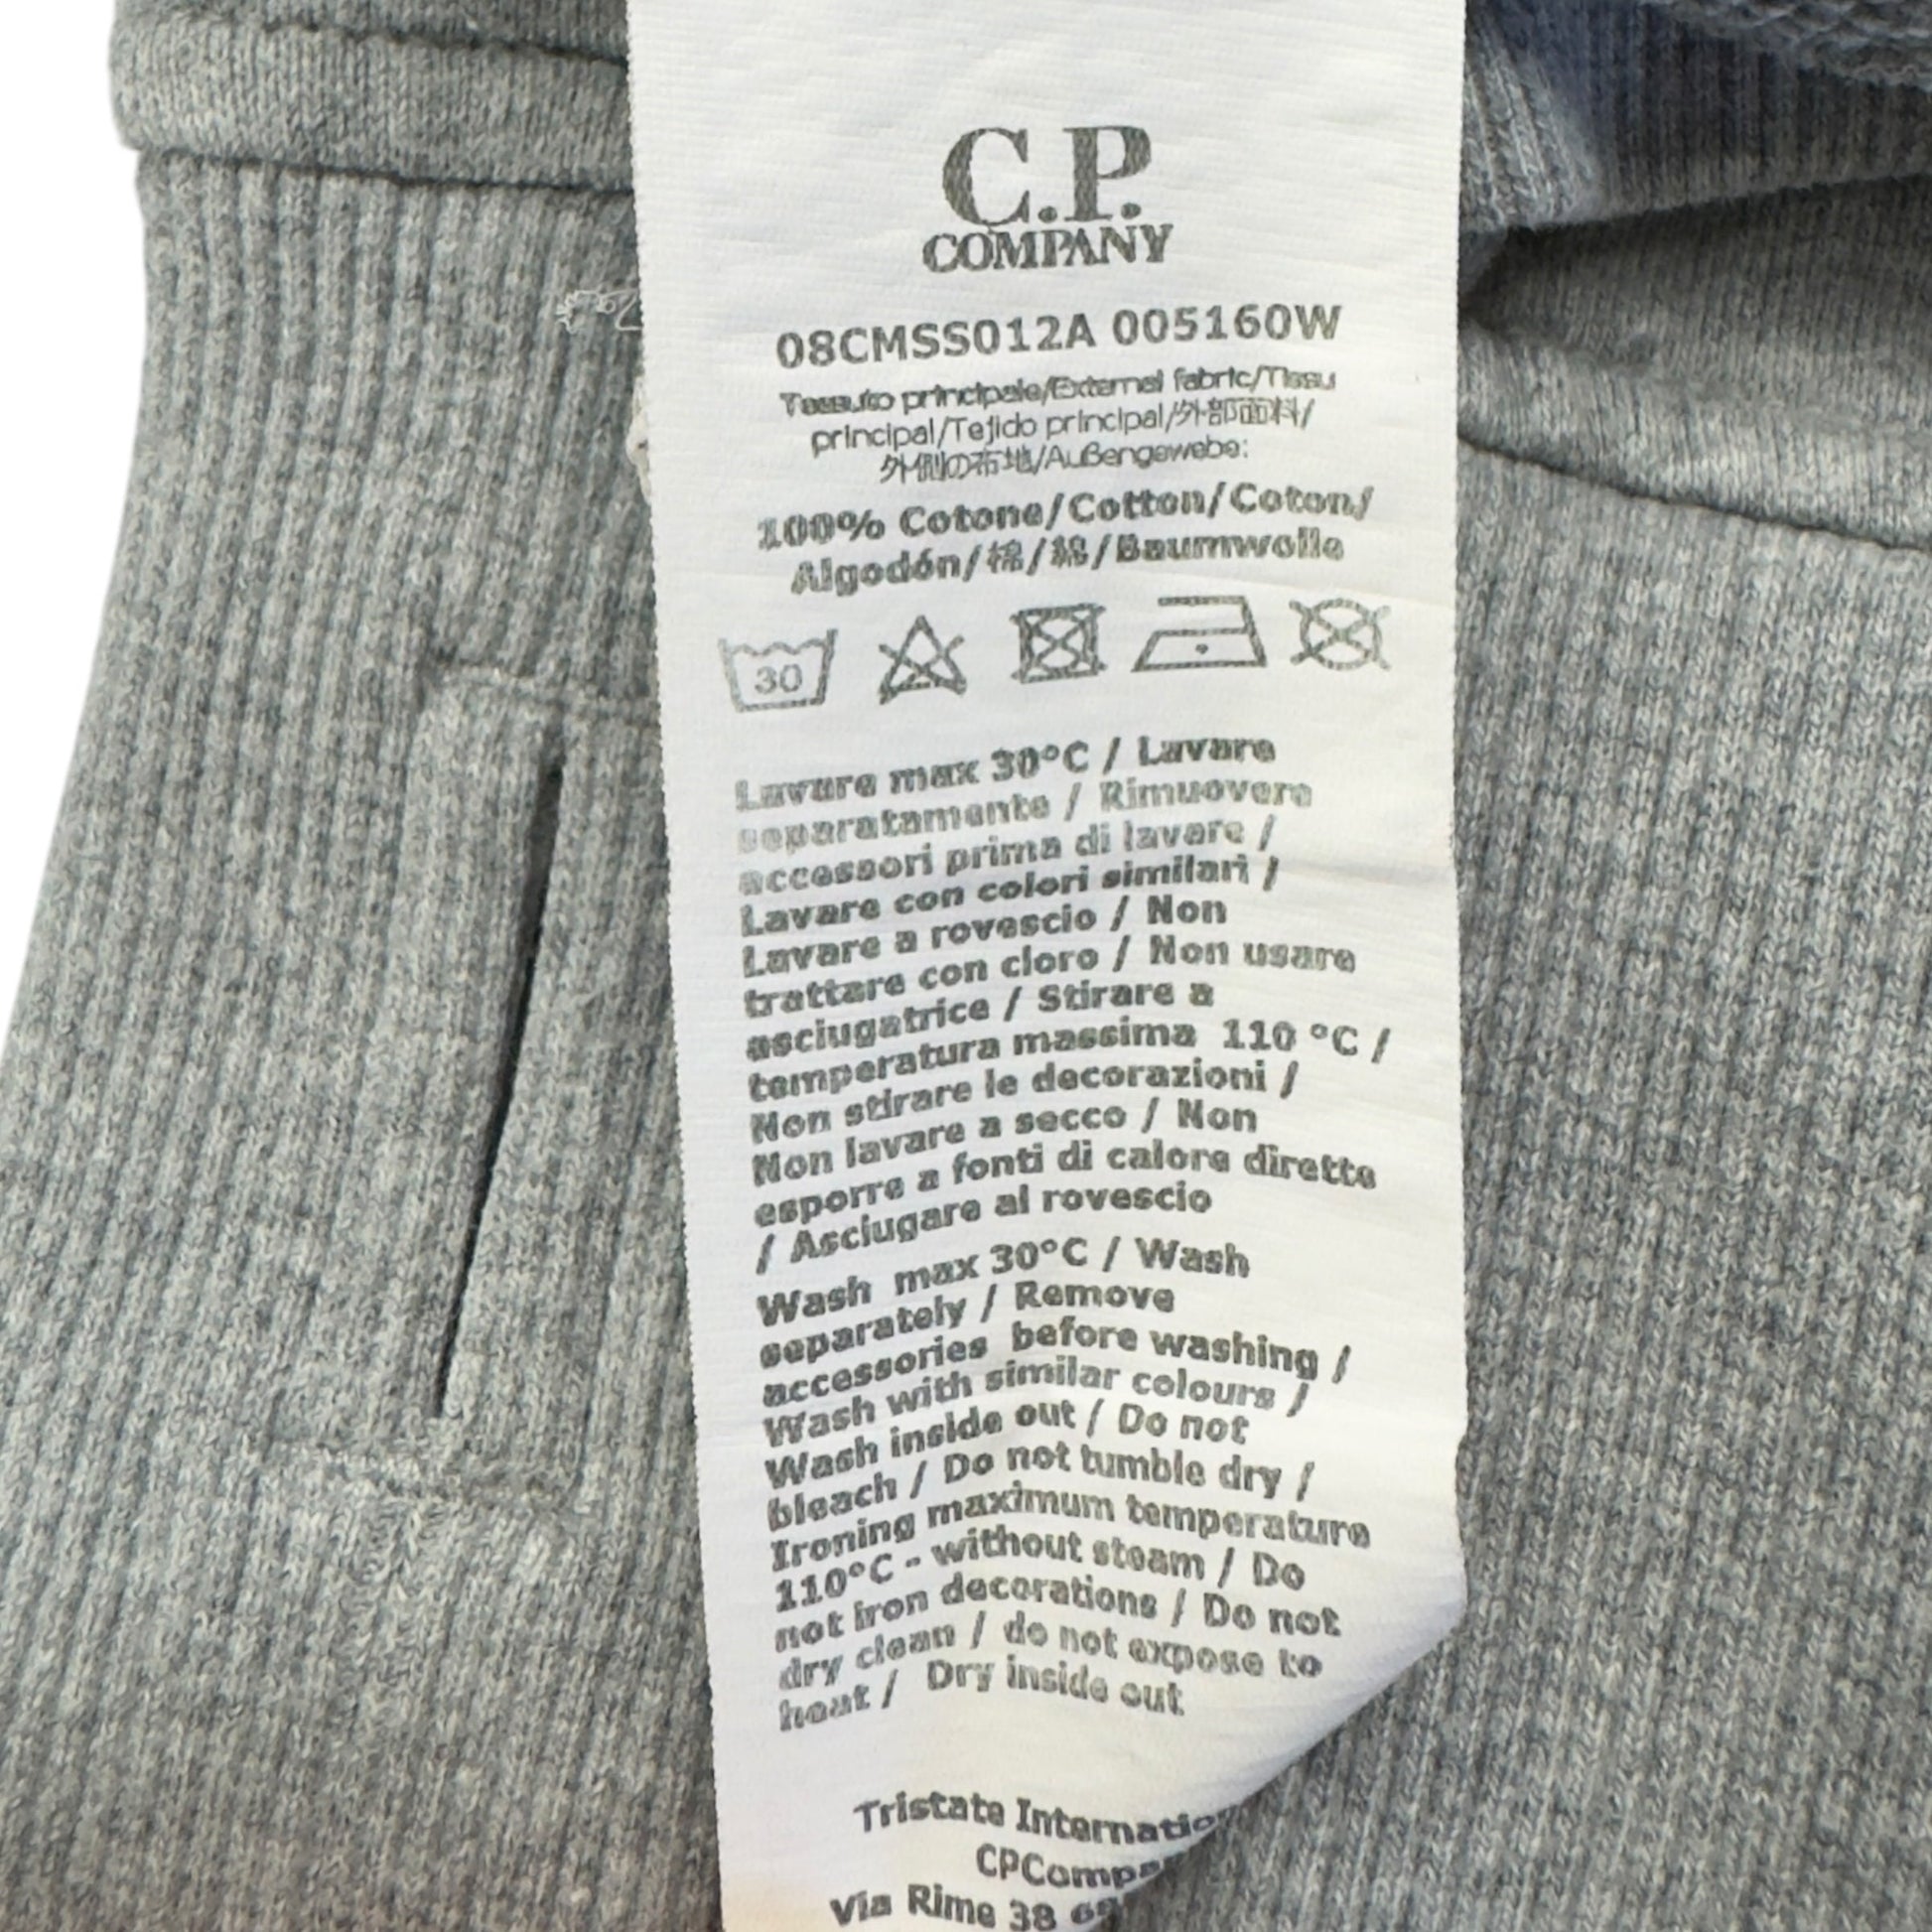 C.P.
COMPANY
08CMSS012A 005160W
Tessuto principale/External fabric/Tissu
principal/Tejido principal/外部面料/
外側の布地/Außengewebe:
100% Cotone/Cotton/Coton/
Algodón/棉/綿/Baumwolle
30
Lavare max 30°C / Lavare
separatamente / Rimuovere
accessori prima di lavare /
Lavare con colori similari /
Lavare a rovescio / Non
trattare con cloro / Non usare
asciugatrice / Stirare a
temperatura massima 110 °C /
Non stirare le decorazioni /
Non lavare a secco / Non
esporre a fonti di calore dirette
/ Asciugare al rovescio
Wash max 30°C / Wash
separately / Remove
accessories before washing /
Wash with similar colours /
Wash inside out / Do not
bleach / Do not tumble dry /
Ironing maximum temperature
110°C - without steam / Do
not iron decorations / Do not
dry clean / do not expose to
heat / Dry inside out
Tristate Internatio
CPCompa
Via Rime 38